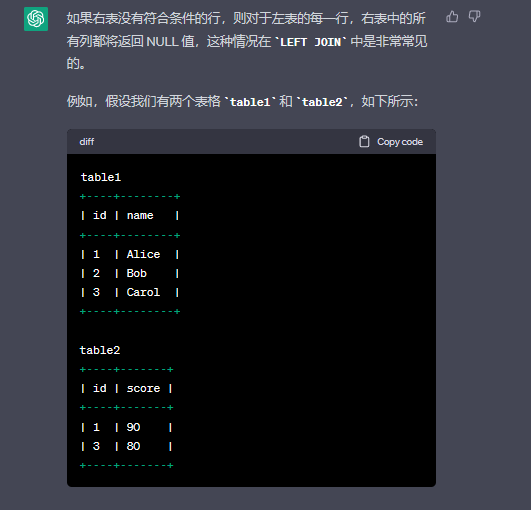 如果右表没有符合条件的行，则对于左表的每一行，右表中的所
有列都将返回 NULL 值，这种情况在 `LEFT JOIN` 中是非常常见
的。
例如，假设我们有两个表格 `table1` 和 `table2`，如下所示：
diff
Copy code
table1
+----+--------+
| id | name   |
+----+--------+
| 1  | Alice  |
| 2  | Bob    |
| 3  | Carol  |
+----+--------+
table2
+----+-------+
| id | score |
+----+-------+
| 1  | 90    |
| 3  | 80    |
+----+-------+